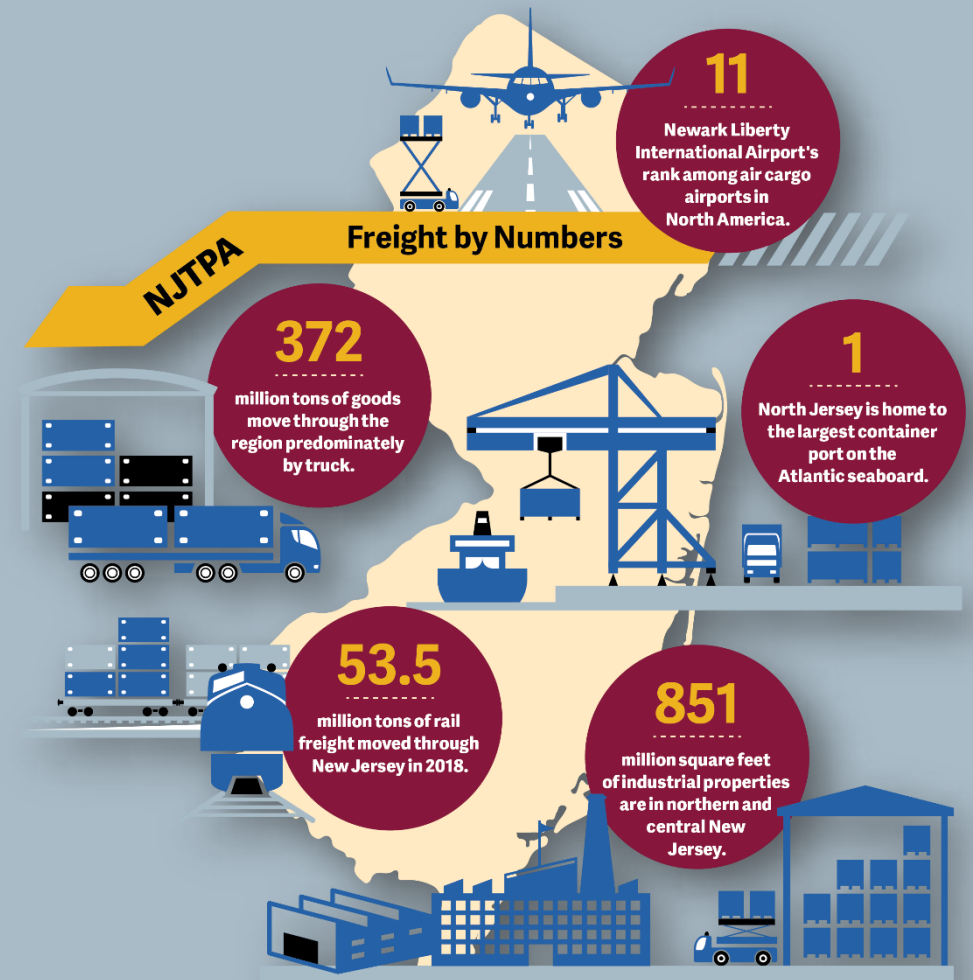 11
Newark Liberty
International Airport's
rank among air cargo
airports in
North America.
NJTPA
Freight by Numbers
372
million tons of goods
move through the
region predominately
by truck.
1
North Jersey is home to
the largest container
port on the
Atlantic seaboard.
53.5
million tons of rail
freight moved through
New Jersey in 2018.
851
million square feet
of industrial properties
are in northern and
central New
Jersey.